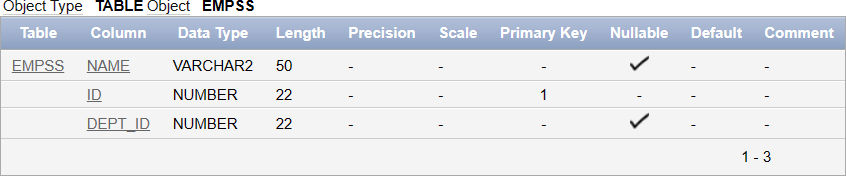 Object Type TABLE Object EMPSS
Table Column Data Type Length Precision Scale Primary Key Nullable Default Comment
EMPSS NAME VARCHAR2 50 - - - ✓ - -
ID NUMBER 22 - - 1 - - -
DEPT_ID NUMBER 22 - - - ✓ - -
1 - 3